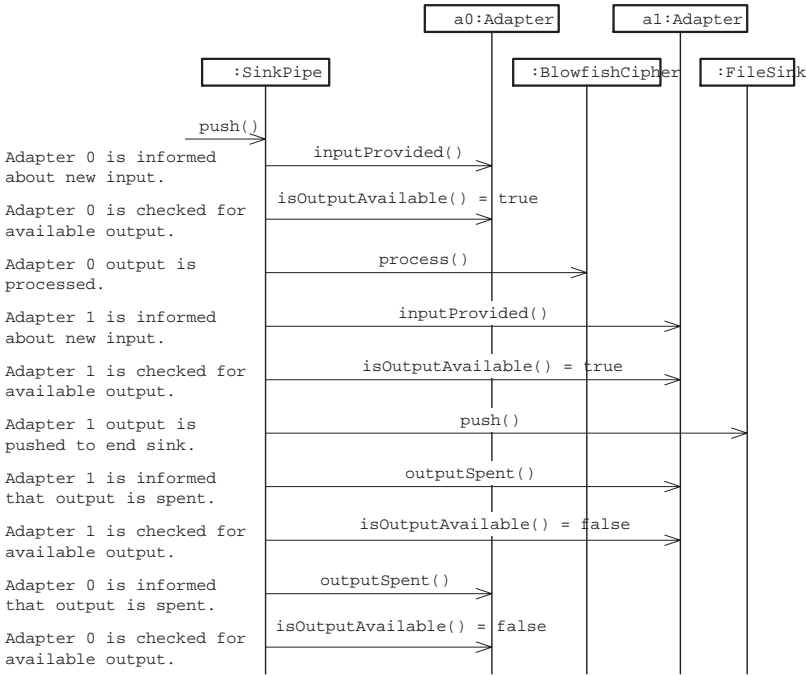 a0:Adapter
a1:Adapter
:SinkPipe
:BlowfishCipher
:FileSink
push()
Adapter 0 is informed
about new input.
inputProvided()
Adapter 0 is checked for
available output.
isOutputAvailable() = true
Adapter 0 output is
processed.
process()
Adapter 1 is informed
about new input.
inputProvided()
Adapter 1 is checked for
available output.
isOutputAvailable() = true
Adapter 1 output is
pushed to end sink.
push()
Adapter 1 is informed
that output is spent.
outputSpent()
Adapter 1 is checked for
available output.
isOutputAvailable() = false
Adapter 0 is informed
that output is spent.
outputSpent()
Adapter 0 is checked for
available output.
isOutputAvailable() = false